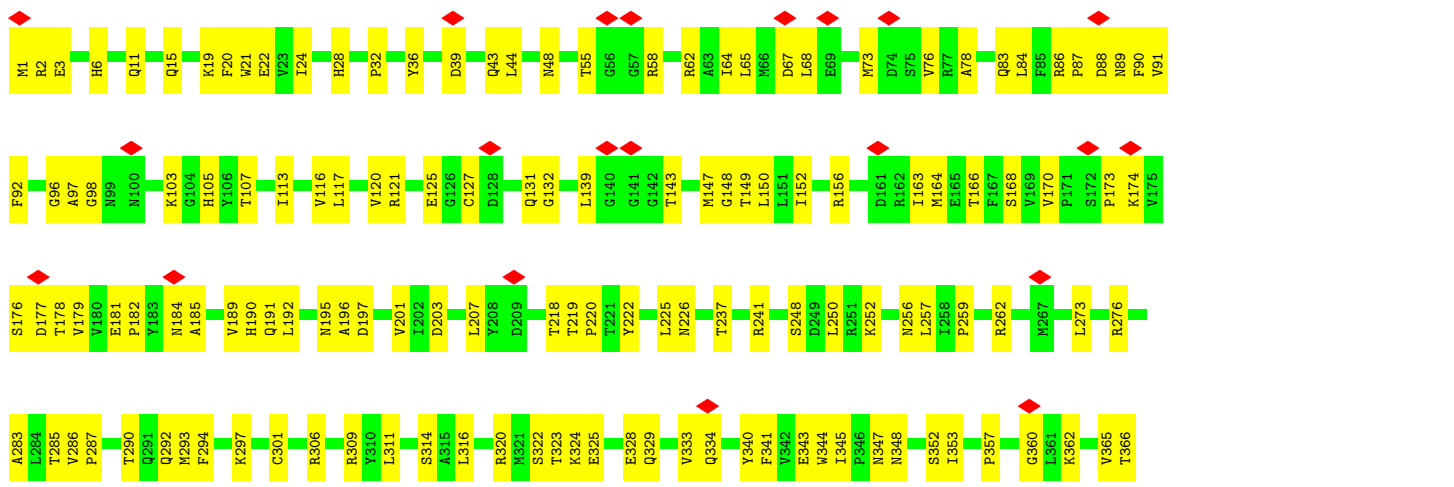 M1 R2 E3 H6 Q11 Q15 K19 F20 W21 E22 V23 I24 H28 P32 Y36 D39 Q43 L44 N48 T55 G56 G57 R58 R62 A63 I64 L65 M66 D67 L68 E69 M73 D74 S75 V76 R77 A78 Q83 L84 F85 R86 P87 D88 N89 F90 V91
F92 G96 A97 G98 N99 N100 K103 G104 H105 Y106 T107 I113 V116 L117 V120 R121 E125 G126 C127 D128 Q131 G132 L139 G140 G141 G142 T143 M147 G148 T149 L150 L151 I152 R156 D161 R162 I163 M164 E165 T166 F167 S168 V169 V170 P171 S172 P173 K174 V175
S176 D177 T178 V179 V180 E181 P182 Y183 N184 A185 V189 H190 Q191 L192 N195 A196 D197 V201 I202 D203 L207 Y208 D209 T218 T219 P220 T221 Y222 L225 N226 T237 R241 S248 D249 L250 R251 K252 N256 L257 I258 P259 R262 M267 L273 R276
A283 L284 T285 V286 P287 T290 Q291 Q292 M293 F294 K297 C301 R306 R309 Y310 L311 S314 A315 L316 R320 M321 S322 T323 K324 E325 E328 Q329 V333 Q334 Y340 F341 V342 E343 W344 I345 P346 N347 N348 S352 I353 P357 G360 L361 K362 V365 T366